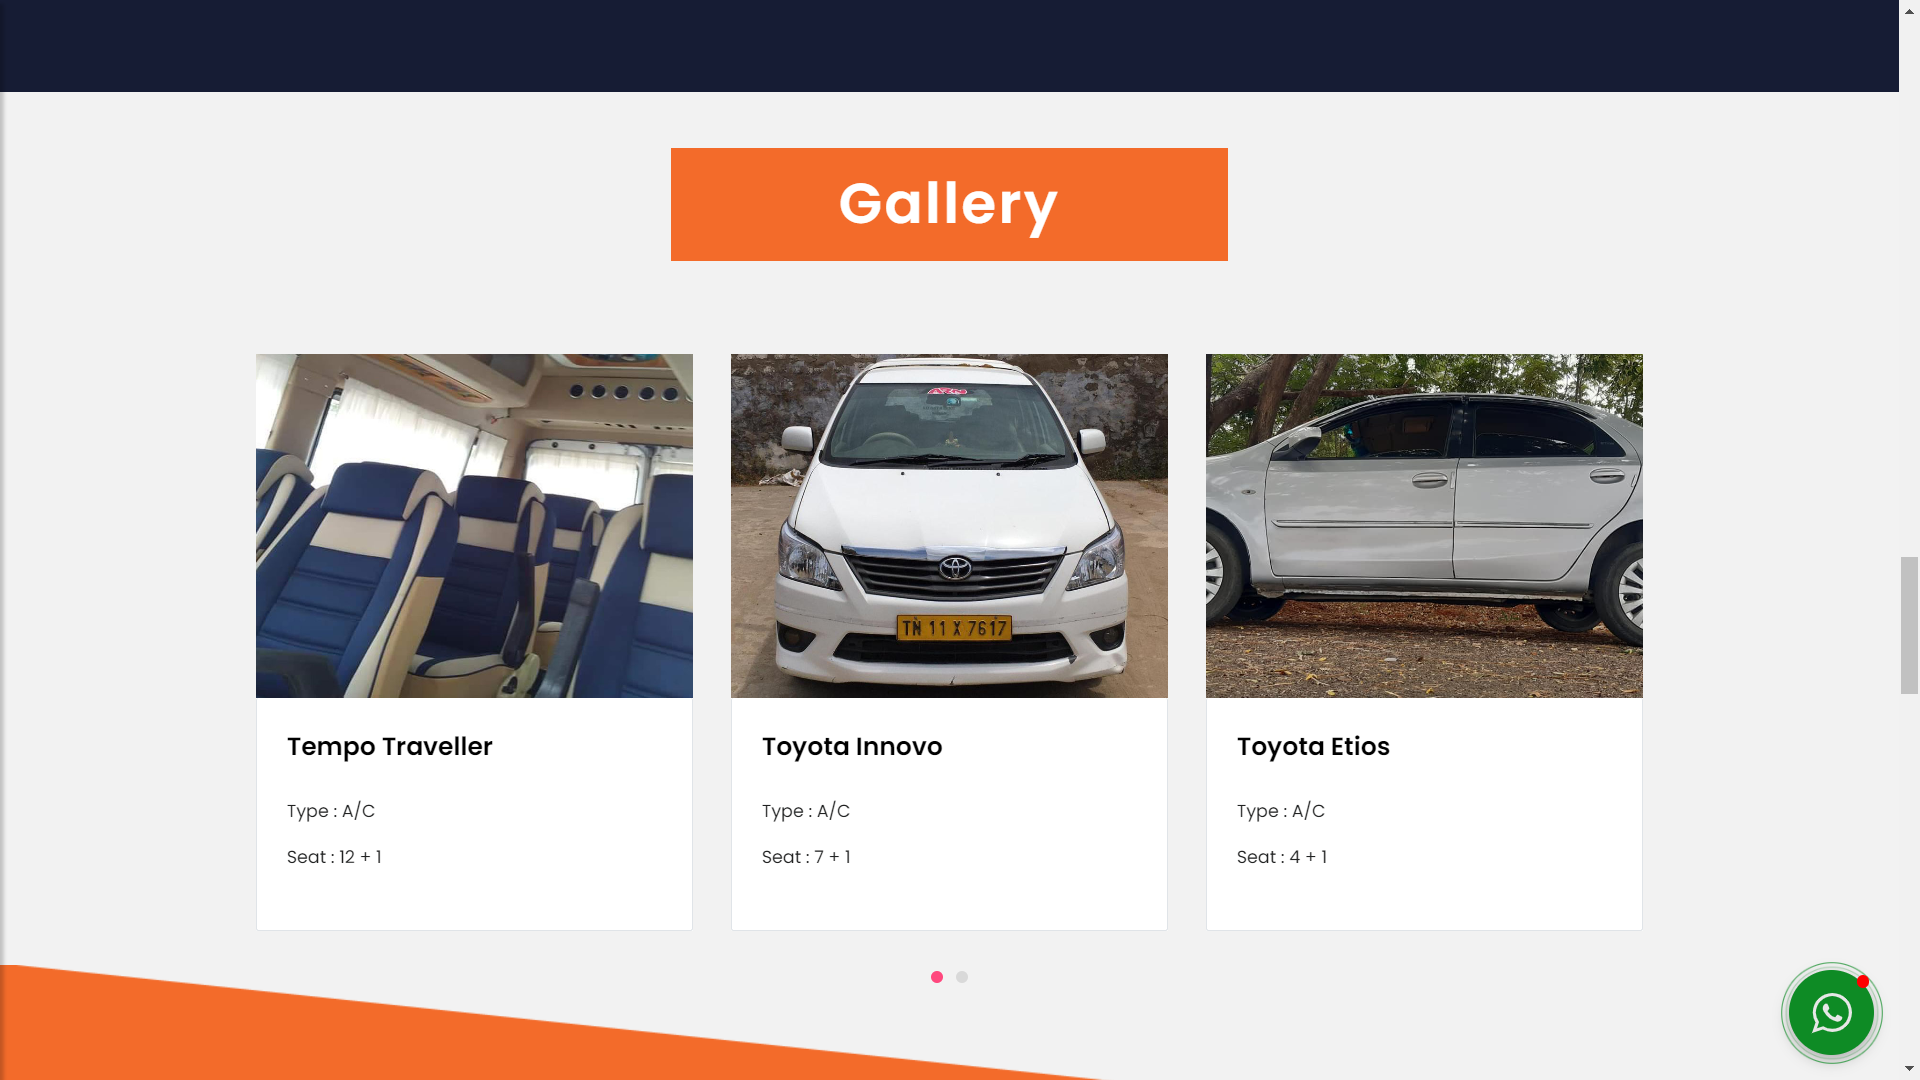 Gallery
TN 11 X 7617
Tempo Traveller
Type : A/C
Seat : 12 + 1
Toyota Innovo
Type : A/C
Seat : 7 + 1
Toyota Etios
Type : A/C
Seat : 4 + 1